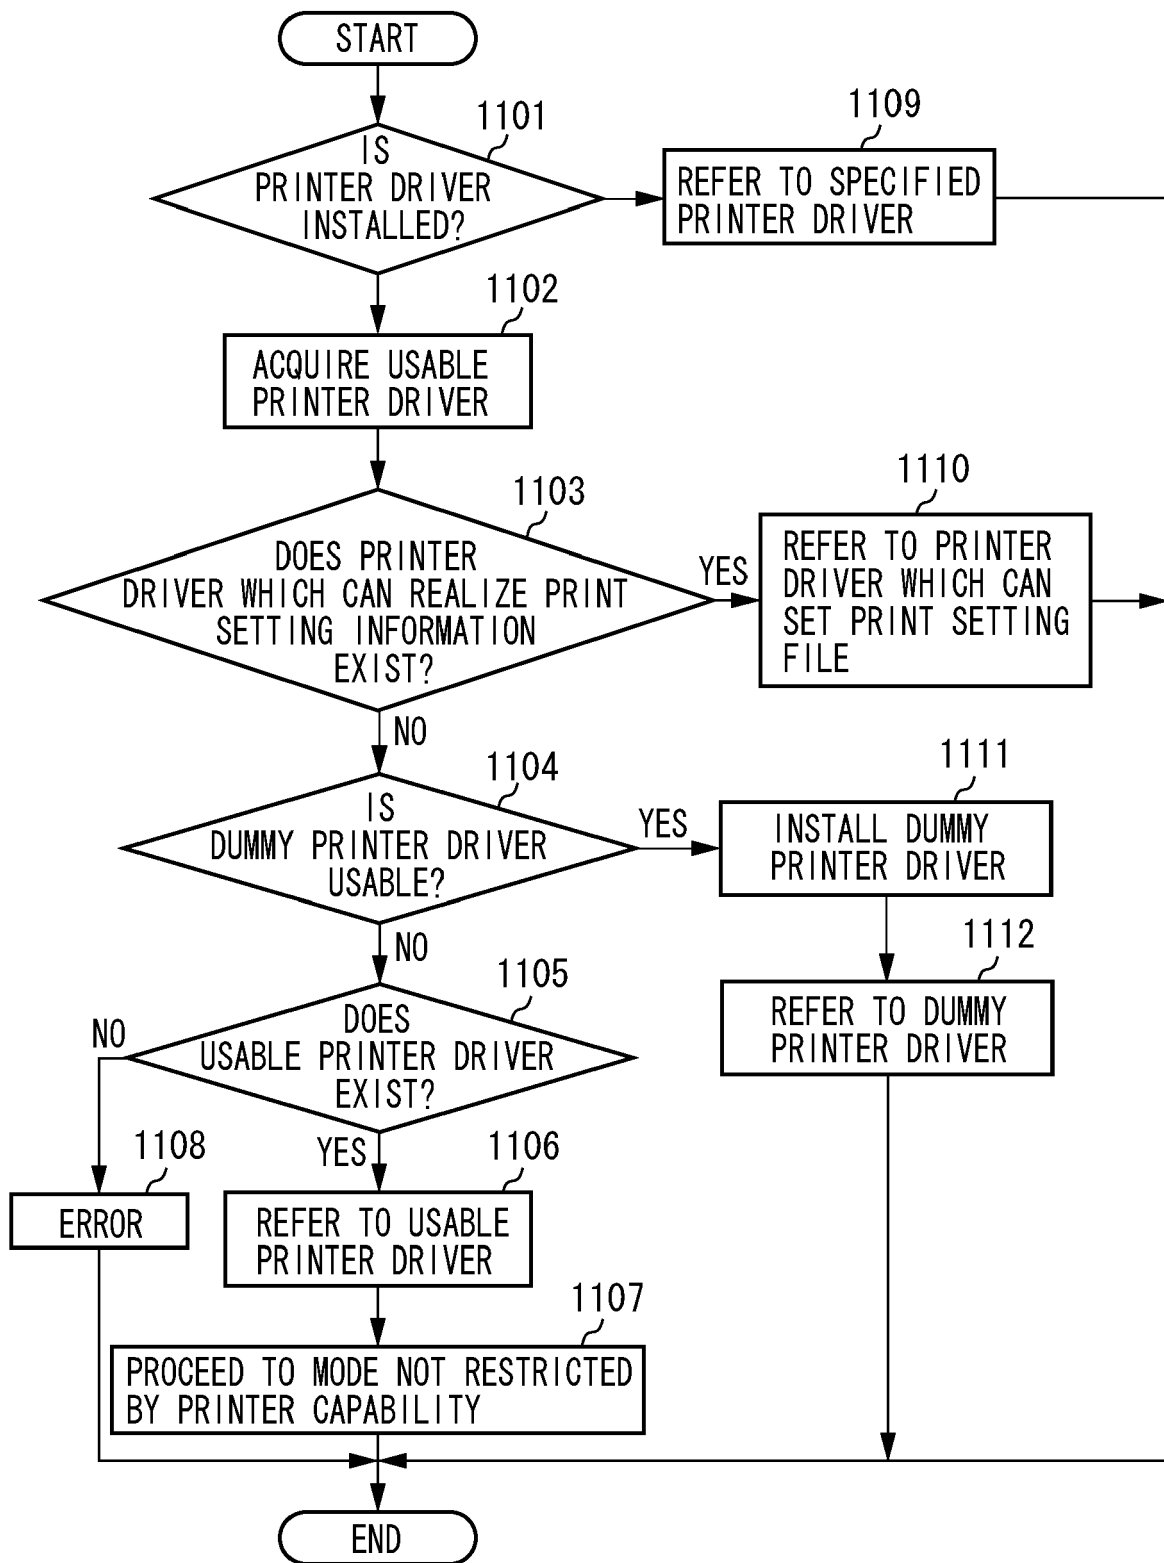 START
1101
IS
PRINTER DRIVER
INSTALLED?
1109
REFER TO SPECIFIED
PRINTER DRIVER
1102
ACQUIRE USABLE
PRINTER DRIVER
1103
DOES PRINTER
DRIVER WHICH CAN REALIZE PRINT
SETTING INFORMATION
EXIST?
YES
1110
REFER TO PRINTER
DRIVER WHICH CAN
SET PRINT SETTING
FILE
NO
1104
IS
DUMMY PRINTER DRIVER
USABLE?
YES
1111
INSTALL DUMMY
PRINTER DRIVER
NO
1112
REFER TO DUMMY
PRINTER DRIVER
1105
DOES
USABLE PRINTER DRIVER
EXIST?
NO
1108
ERROR
YES
1106
REFER TO USABLE
PRINTER DRIVER
1107
PROCEED TO MODE NOT RESTRICTED
BY PRINTER CAPABILITY
END